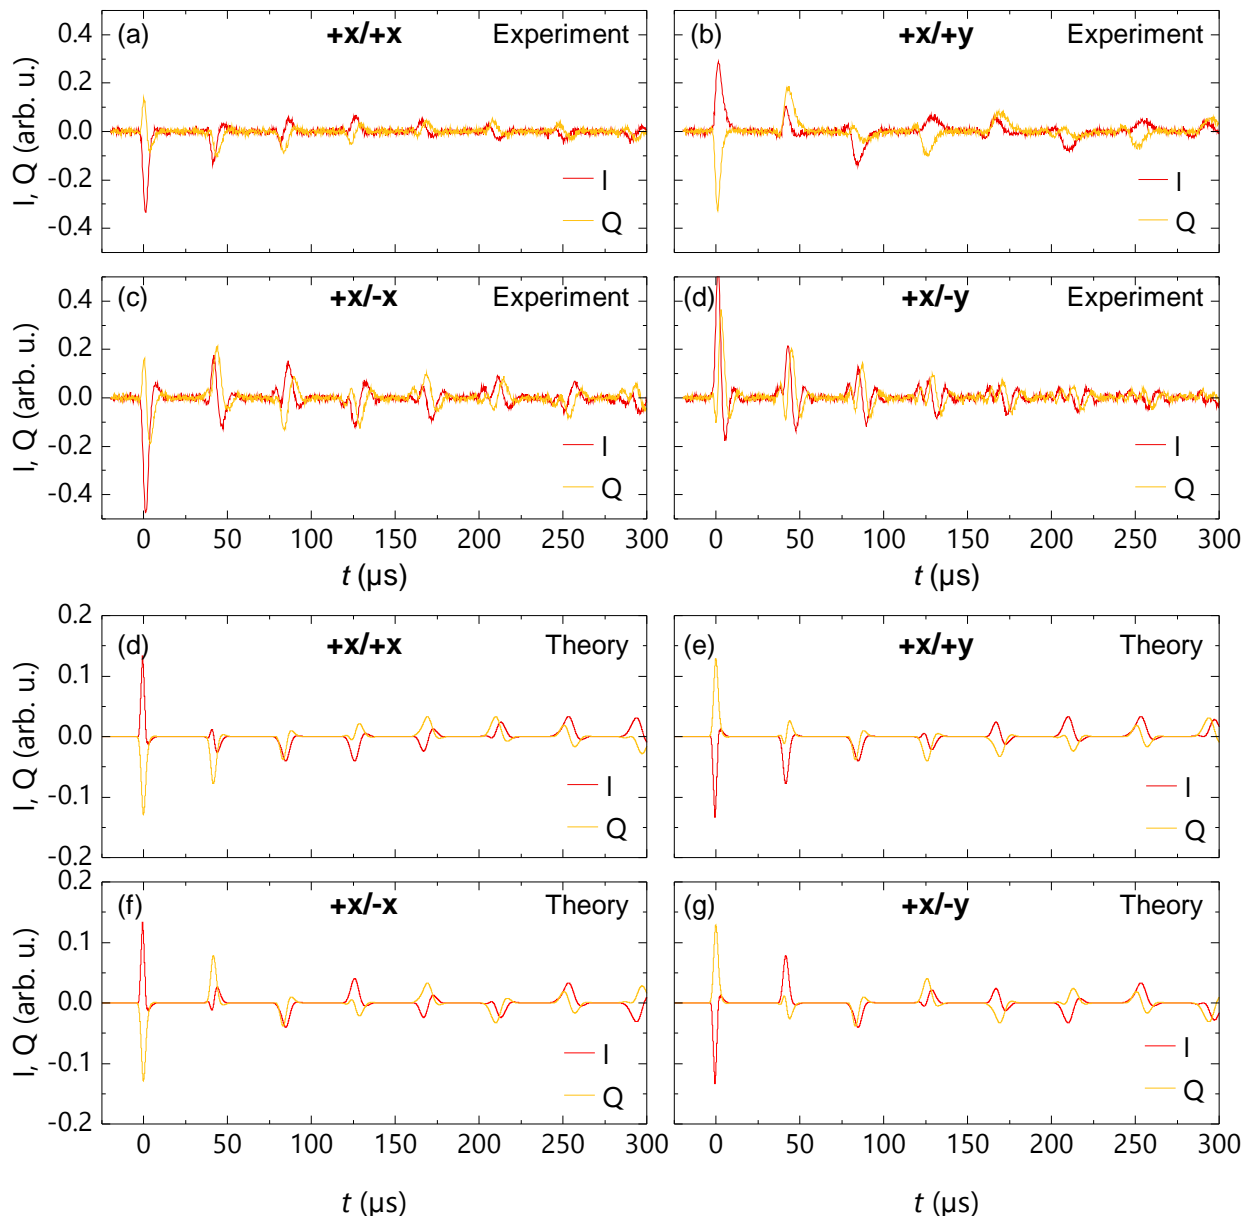 (a) +x/+x Experiment
0.4
0.2
0.0
-0.2
-0.4
I, Q (arb. u.)
I
Q
(b) +x/+y Experiment
I
Q
(c) +x/-x Experiment
0.4
0.2
0.0
-0.2
-0.4
I, Q (arb. u.)
I
Q
0 50 100 150 200 250 300
t (µs)
(d) +x/-y Experiment
I
Q
0 50 100 150 200 250 300
t (µs)
(d) +x/+x Theory
0.2
0.1
0.0
-0.1
-0.2
I, Q (arb. u.)
I
Q
(e) +x/+y Theory
I
Q
(f) +x/-x Theory
0.2
0.1
0.0
-0.1
-0.2
I, Q (arb. u.)
I
Q
0 50 100 150 200 250 300
t (µs)
(g) +x/-y Theory
I
Q
0 50 100 150 200 250 300
t (µs)